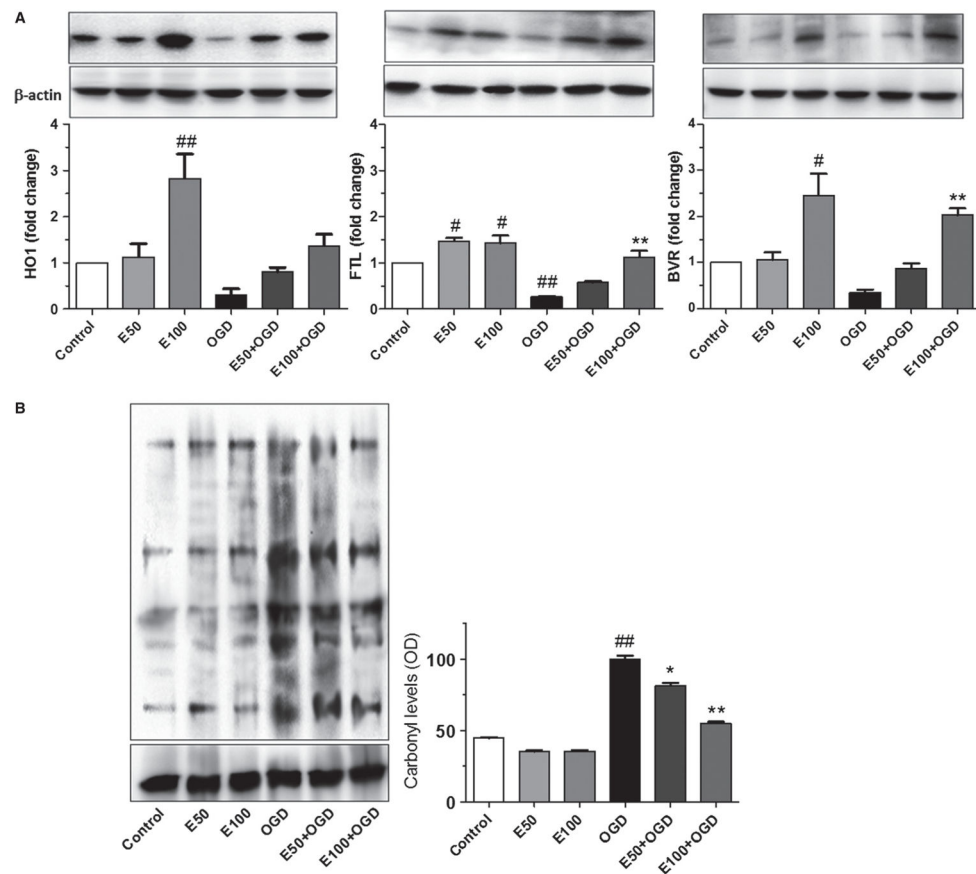 A
β-actin
HO1 (fold change)
4
3
2
1
0
##
Control
E50
E100
OGD
E50+OGD
E100+OGD
FTL (fold change)
4
3
2
1
0
#
#
##
**
Control
E50
E100
OGD
E50+OGD
E100+OGD
BVR (fold change)
4
3
2
1
0
#
**
Control
E50
E100
OGD
E50+OGD
E100+OGD
B
Control
E50
E100
OGD
E50+OGD
E100+OGD
Carbonyl levels (OD)
100
50
0
##
*
**
Control
E50
E100
OGD
E50+OGD
E100+OGD